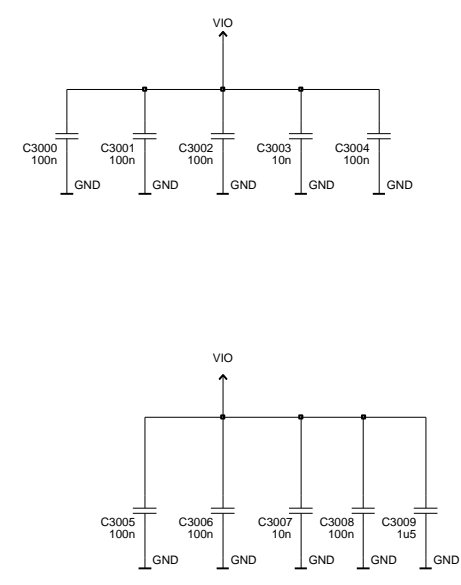 VIO
C3000 C3001 C3002 C3003 C3004
100n 100n 100n 10n 100n
GND GND GND GND GND
VIO
C3005 C3006 C3007 C3008 C3009
100n 100n 10n 100n 1u5
GND GND GND GND GND